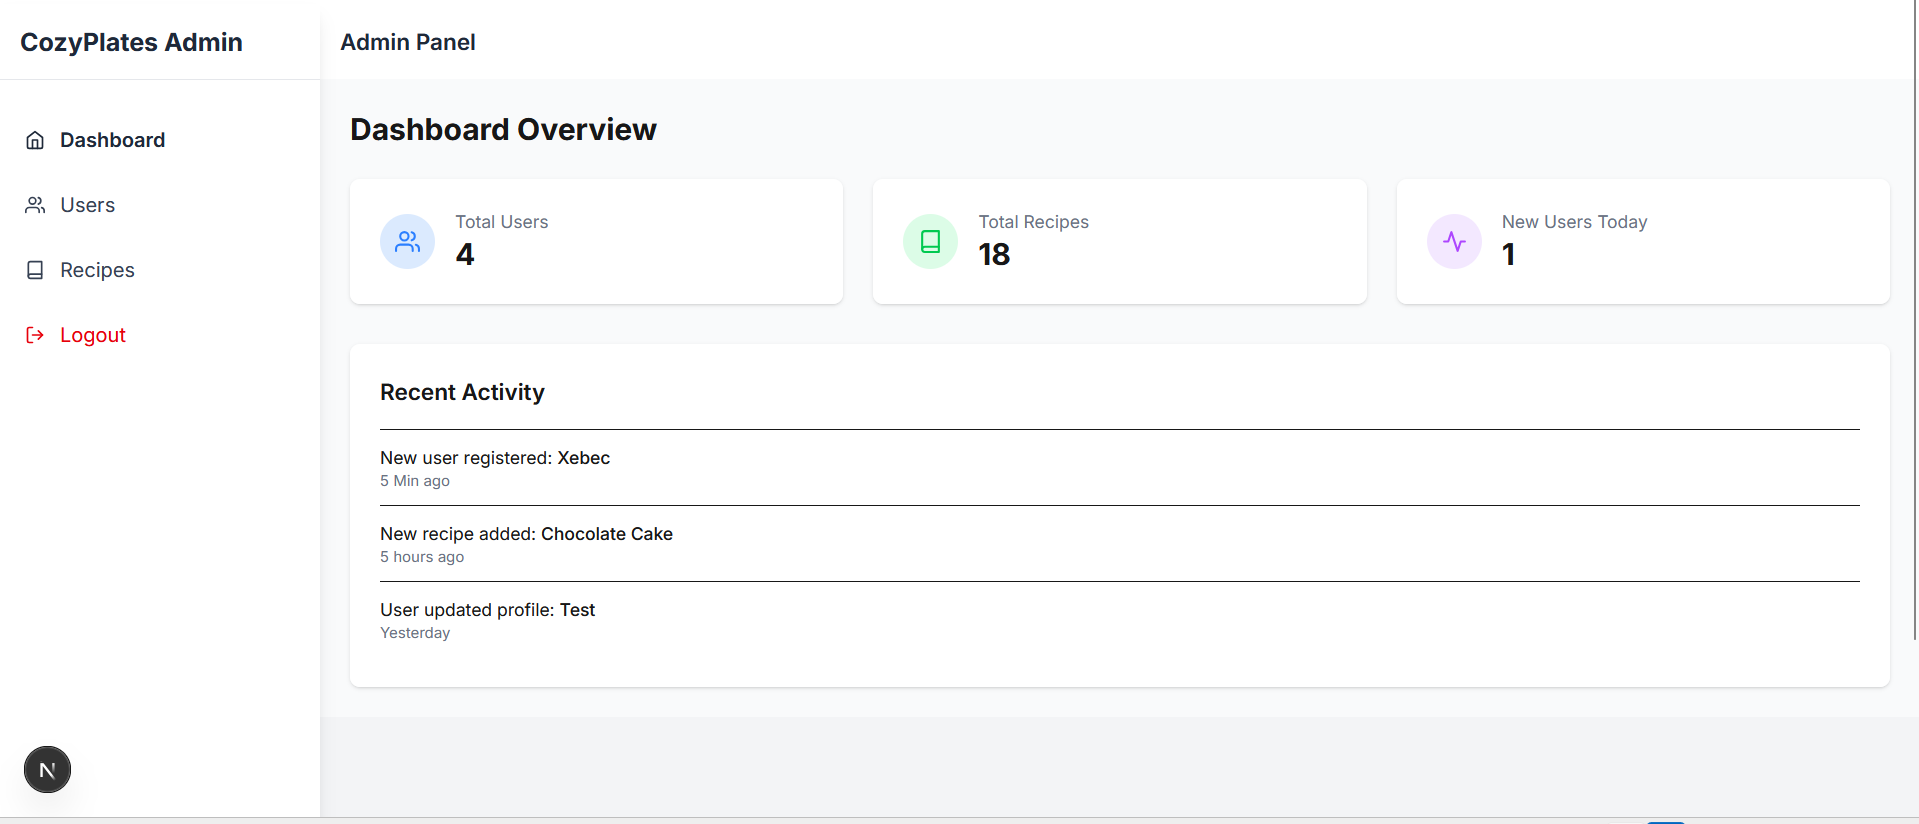 CozyPlates Admin
Admin Panel
Dashboard
Users
Recipes
Logout
Dashboard Overview
Total Users
4
Total Recipes
18
New Users Today
1
Recent Activity
New user registered: Xebec
5 Min ago
New recipe added: Chocolate Cake
5 hours ago
User updated profile: Test
Yesterday
N